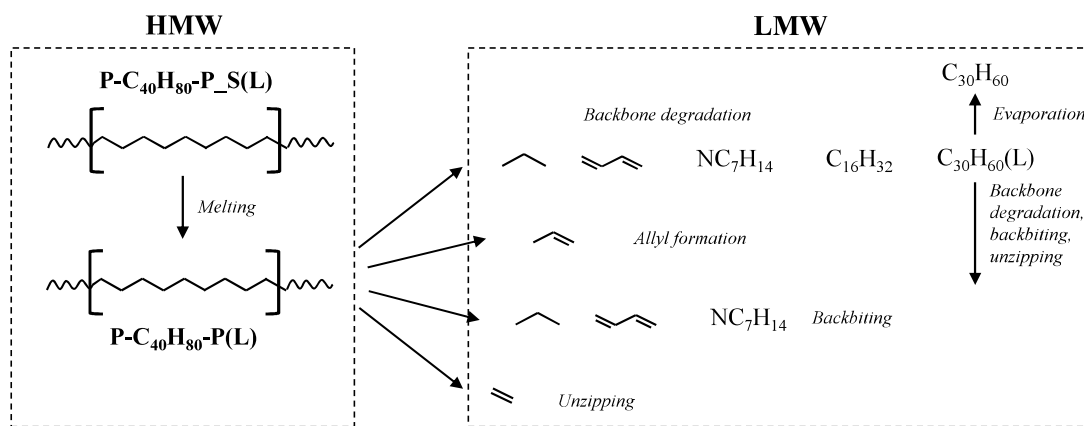 HMW
LMW
P-C₄₀H₈₀-P_S(L)
Melting
P-C₄₀H₈₀-P(L)
C₃₀H₆₀
Evaporation
Backbone degradation
NC₇H₁₄
C₁₆H₃₂
C₃₀H₆₀(L)
Backbone
degradation,
backbiting,
unzipping
Allyl formation
NC₇H₁₄
Backbiting
Unzipping